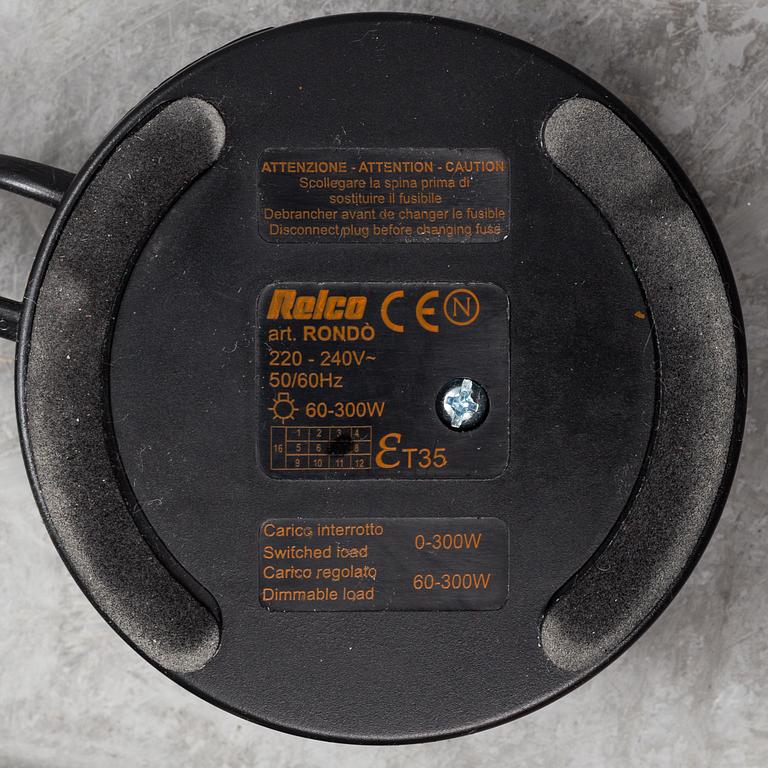 ATTENZIONE - ATTENTION - CAUTION
Scollegare la spina prima di
sostituire il fusibile
Debrancher avant de changer le fusible
Disconnect plug before changing fuse
Relco CE N
art. RONDÒ
220 - 240V~
50/60Hz
60-300W
1 2 3 4
16 5 6 8
9 10 11 12
ƐT35
Carico interrotto
Switched load 0-300W
Carico regolato
Dimmable load 60-300W